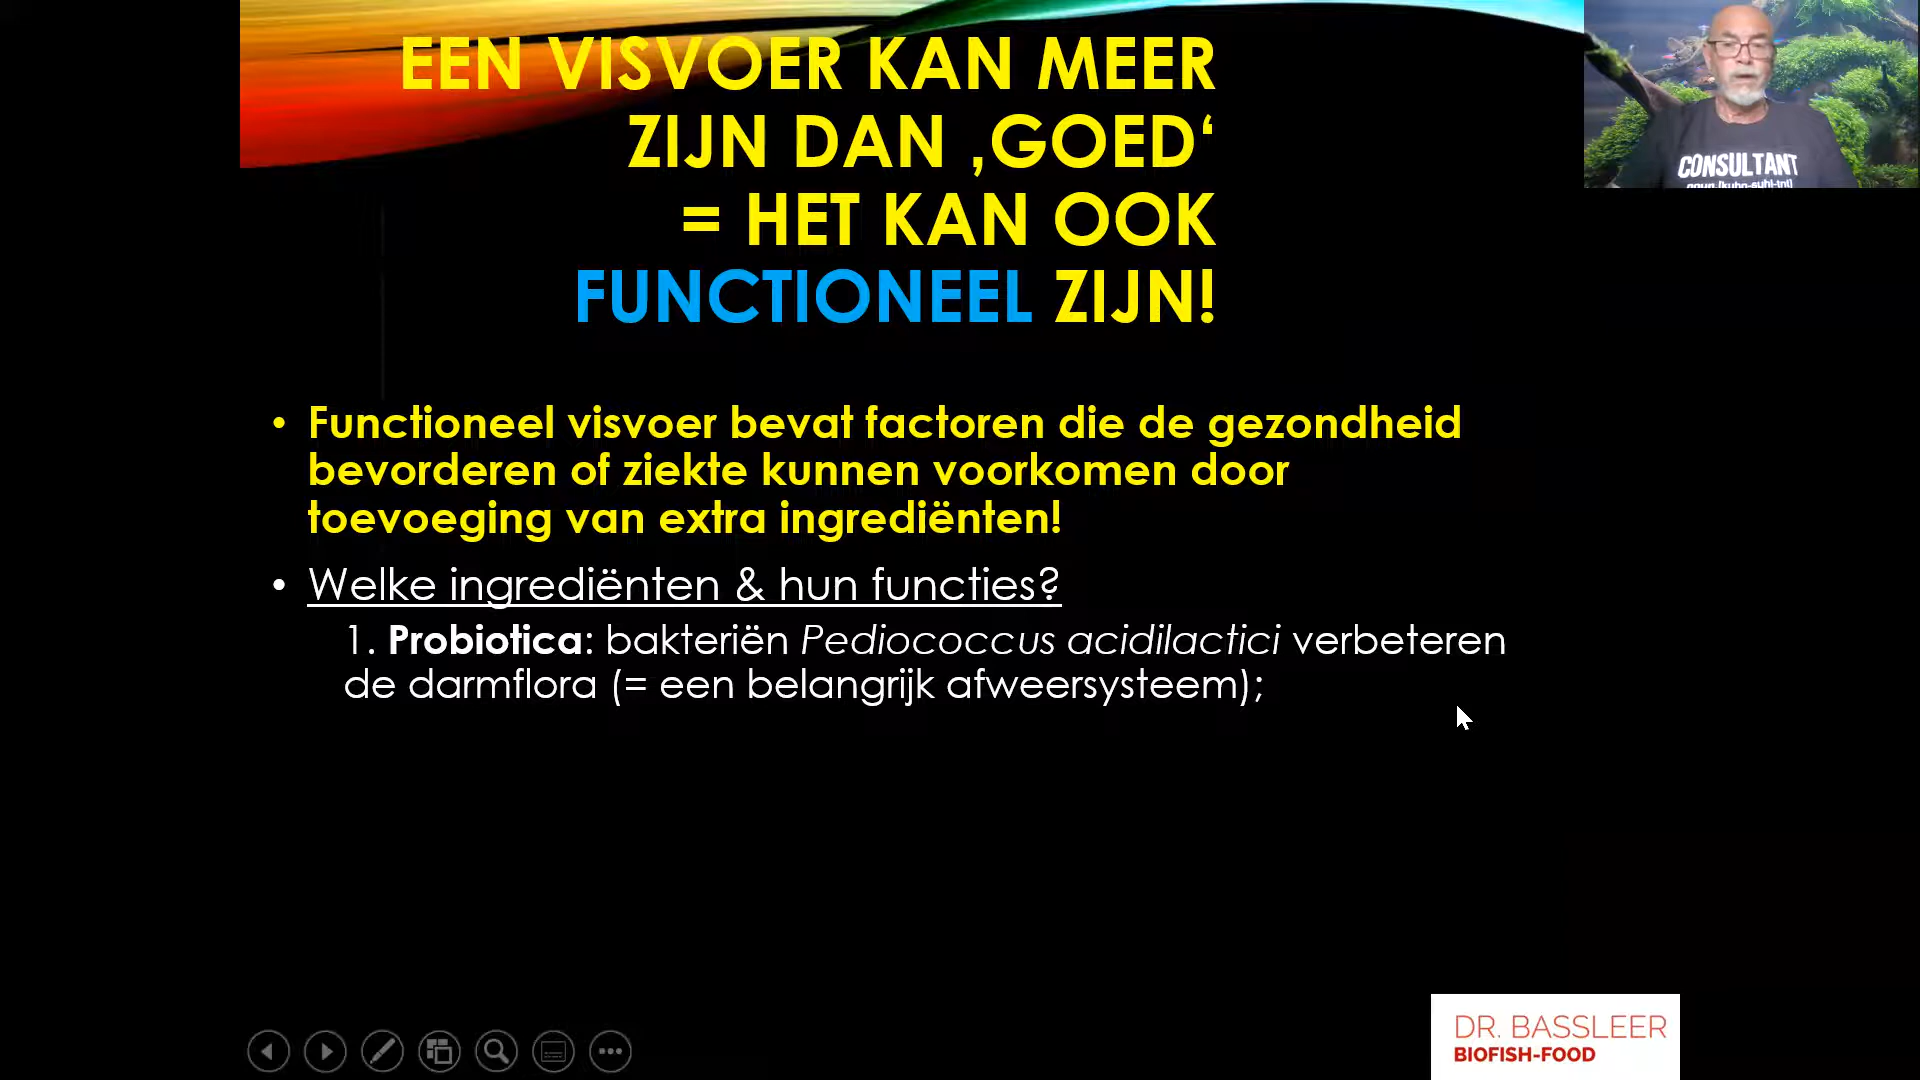 EEN VISVOER KAN MEER
ZIJN DAN ‚GOED‘
= HET KAN OOK
FUNCTIONEEL ZIJN!
CONSULTANT
• Functioneel visvoer bevat factoren die de gezondheid
bevorderen of ziekte kunnen voorkomen door
toevoeging van extra ingrediënten!
• Welke ingrediënten & hun functies?
1. Probiotica: bakteriën Pediococcus acidilactici verbeteren
de darmflora (= een belangrijk afweersysteem);
DR. BASSLEER
BIOFISH-FOOD